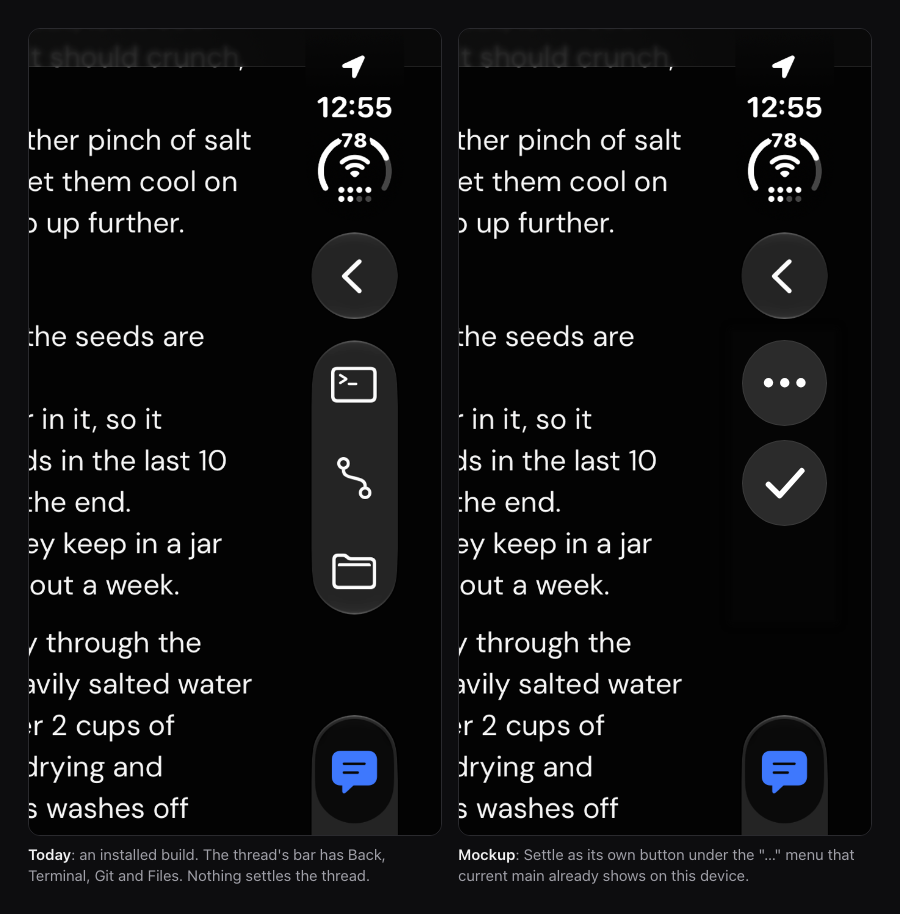 t should crunch,
12:55
78
ther pinch of salt
et them cool on
up further.
the seeds are
r in it, so it
ds in the last 10
the end.
ey keep in a jar
out a week.
y through the
avily salted water
er 2 cups of
drying and
s washes off
Today: an installed build. The thread's bar has Back,
Terminal, Git and Files. Nothing settles the thread.
t should crunch,
12:55
78
ther pinch of salt
et them cool on
up further.
the seeds are
r in it, so it
ds in the last 10
the end.
ey keep in a jar
out a week.
y through the
avily salted water
er 2 cups of
drying and
s washes off
Mockup: Settle as its own button under the "..." menu that
current main already shows on this device.